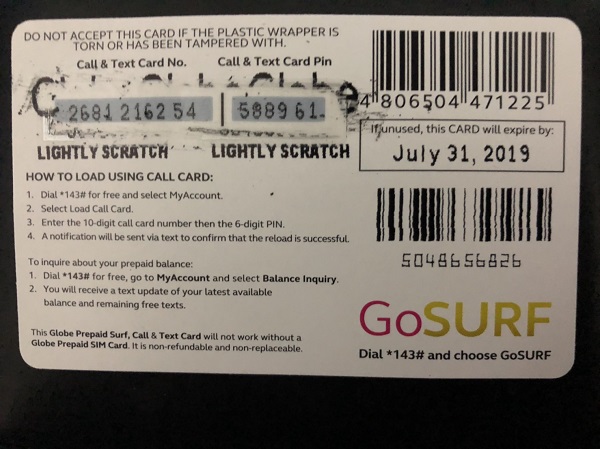 DO NOT ACCEPT THIS CARD IF THE PLASTIC WRAPPER IS
TORN OR HAS BEEN TAMPERED WITH.
Call & Text Card No. Call & Text Card Pin
2681 2162 54 5889 61
LIGHTLY SCRATCH LIGHTLY SCRATCH
HOW TO LOAD USING CALL CARD:
1. Dial *143# for free and select MyAccount.
2. Select Load Call Card.
3. Enter the 10-digit call card number then the 6-digit PIN.
4. A notification will be sent via text to confirm that the reload is successful.
To inquire about your prepaid balance:
1. Dial *143# for free, go to MyAccount and select Balance Inquiry.
2. You will receive a text update of your latest available
balance and remaining free texts.
This Globe Prepaid Surf, Call & Text Card will not work without a
Globe Prepaid SIM Card. It is non-refundable and non-replaceable.
4 806504 471225
If unused, this CARD will expire by:
July 31, 2019
5048656826
GoSURF
Dial *143# and choose GoSURF